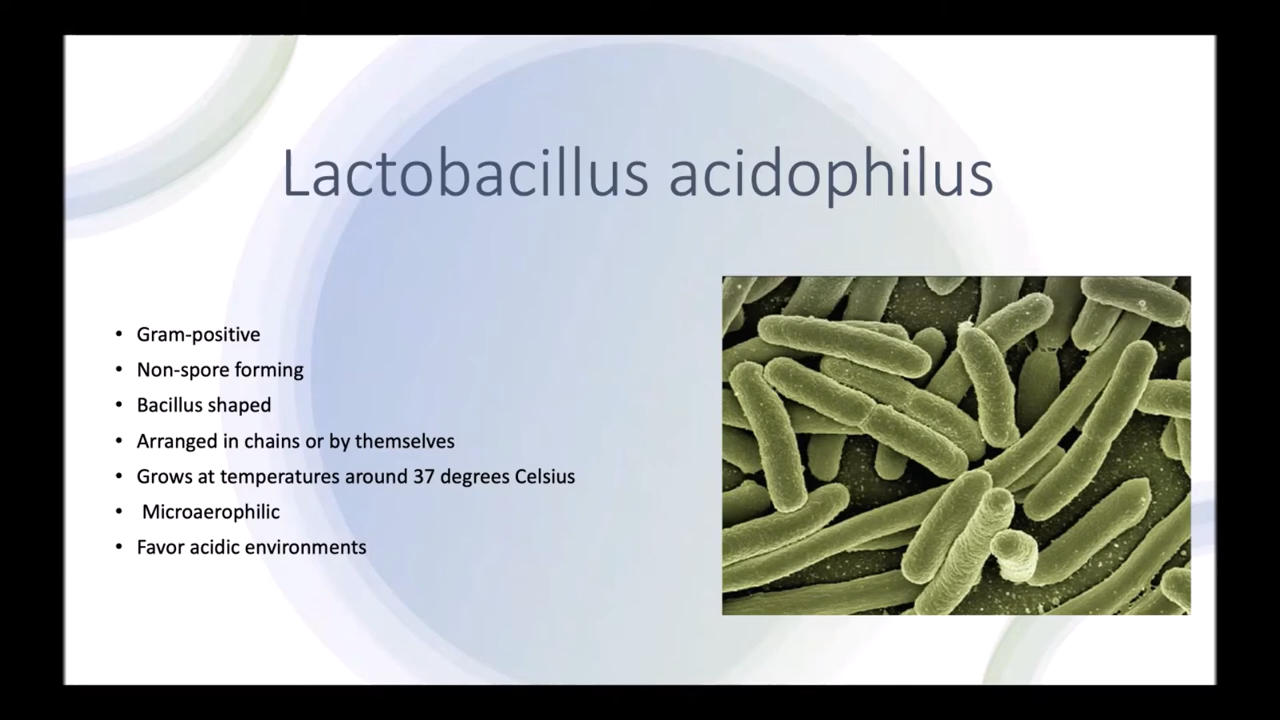 Lactobacillus acidophilus
• Gram-positive
• Non-spore forming
• Bacillus shaped
• Arranged in chains or by themselves
• Grows at temperatures around 37 degrees Celsius
• Microaerophilic
• Favor acidic environments